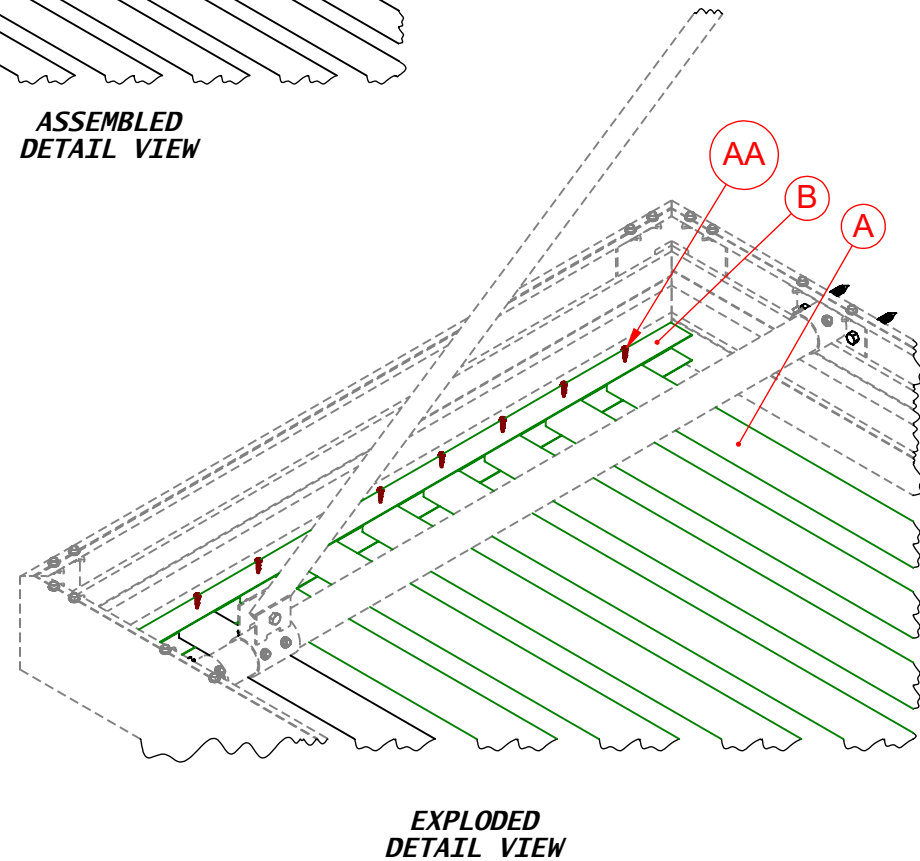 ASSEMBLED
DETAIL VIEW
AA
B
A
EXPLODED
DETAIL VIEW